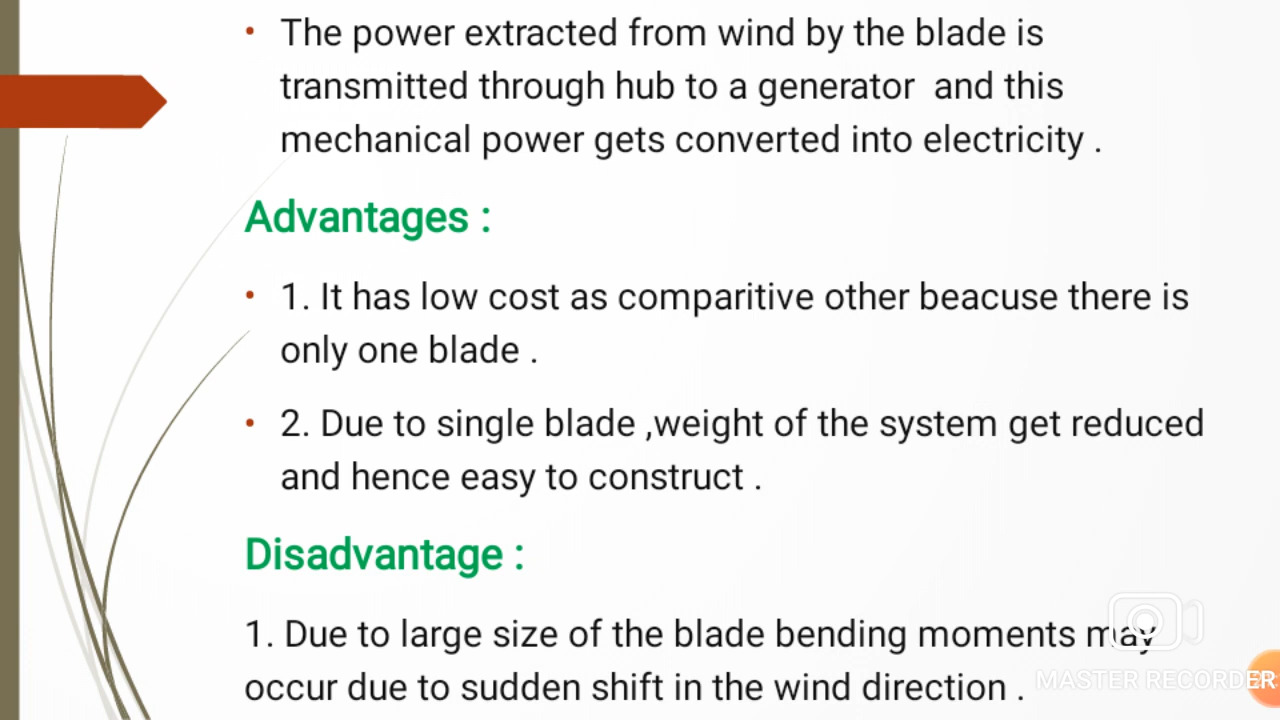 • The power extracted from wind by the blade is
transmitted through hub to a generator  and this
mechanical power gets converted into electricity .
Advantages :
• 1. It has low cost as comparitive other beacuse there is
only one blade .
• 2. Due to single blade ,weight of the system get reduced
and hence easy to construct .
Disadvantage :
1. Due to large size of the blade bending moments may
occur due to sudden shift in the wind direction .
MASTER RECORDER